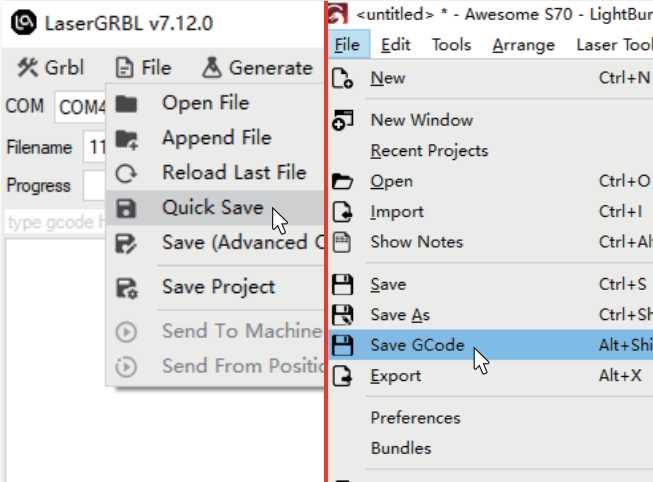 LaserGRBL v7.12.0
Grbl File Generate
COM COM4
Filename 11
Progress
type gcode h
Open File
Append File
Reload Last File
Quick Save
Save (Advanced O
Save Project
Send To Machine
Send From Positio
<untitled> * - Awesome S70 - LightBur
File Edit Tools Arrange Laser Tool
New Ctrl+N
New Window
Recent Projects
Open Ctrl+O
Import Ctrl+I
Show Notes Ctrl+Al
Save Ctrl+S
Save As Ctrl+Sh
Save GCode Alt+Shi
Export Alt+X
Preferences
Bundles